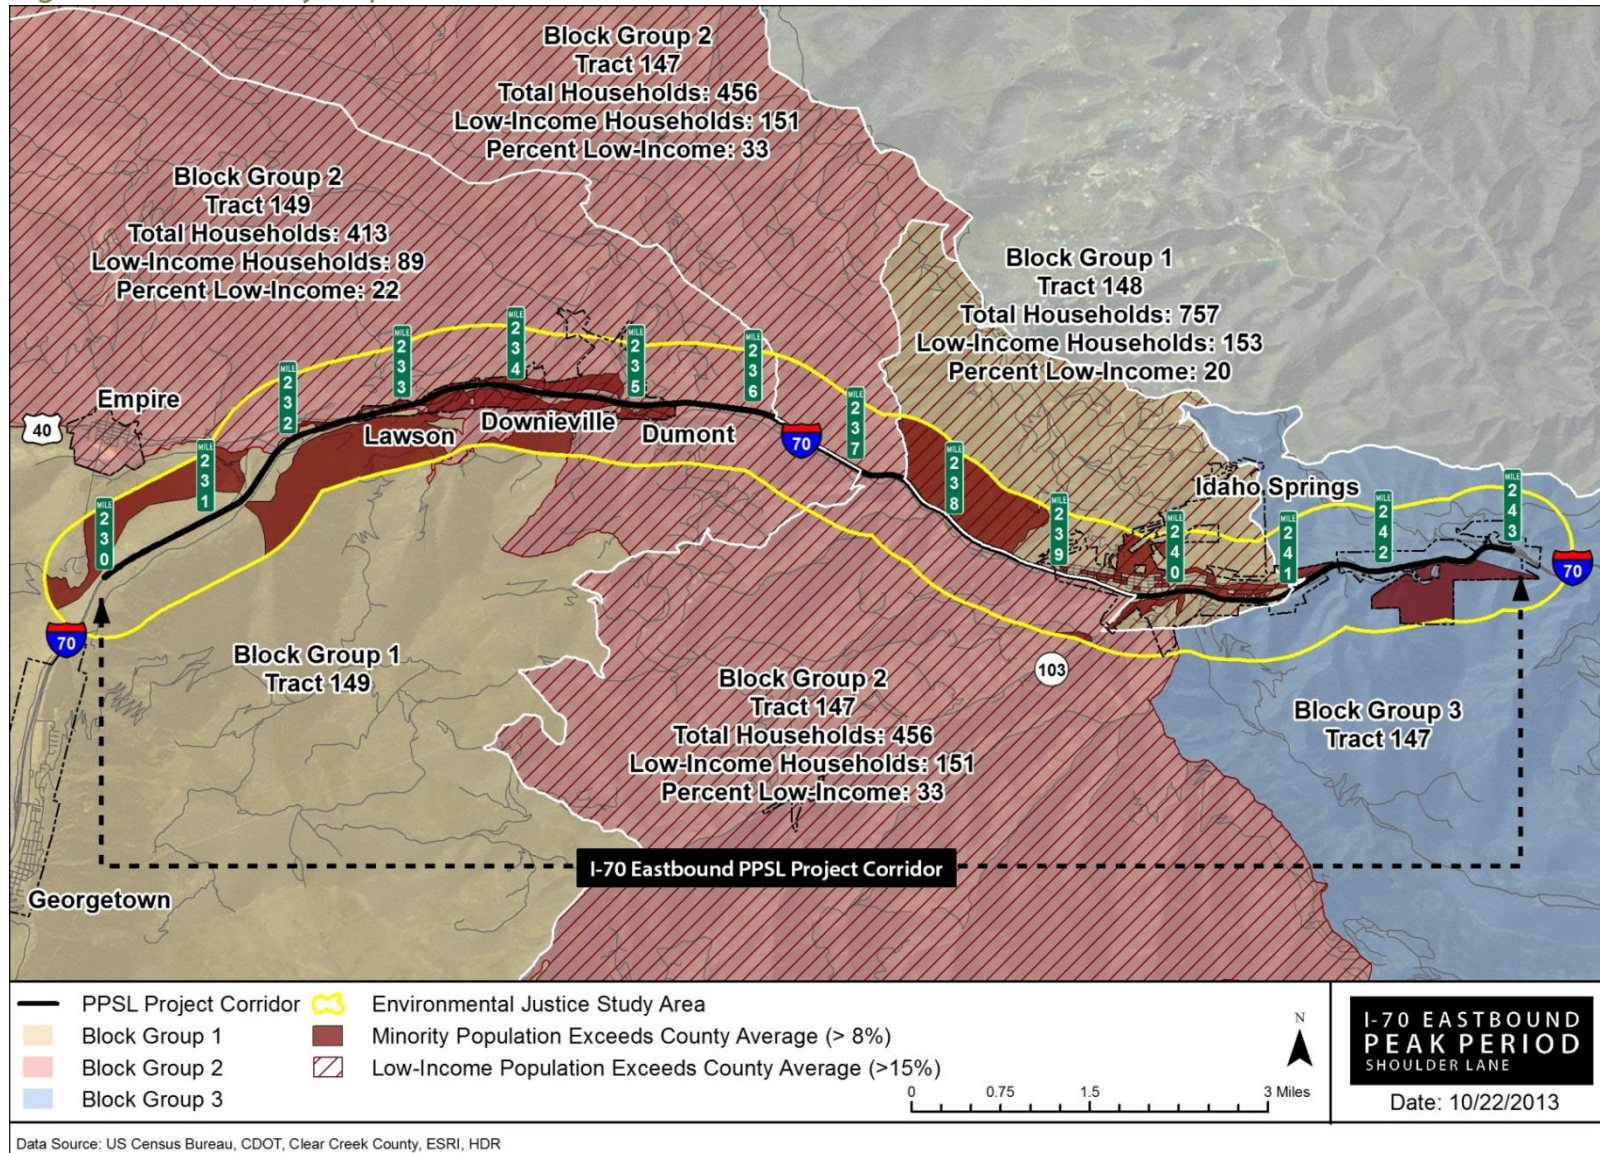 Block Group 2
Tract 147
Total Households: 456
Low-Income Households: 151
Percent Low-Income: 33
Block Group 2
Tract 149
Total Households: 413
Low-Income Households: 89
Percent Low-Income: 22
Block Group 1
Tract 148
Total Households: 757
Low-Income Households: 153
Percent Low-Income: 20
MILE 230
MILE 231
MILE 232
MILE 233
MILE 234
MILE 235
MILE 236
MILE 237
MILE 238
MILE 239
MILE 240
MILE 241
MILE 242
MILE 243
Empire
40
Lawson
Downieville
Dumont
70
Idaho Springs
70
70
103
Block Group 1
Tract 149
Block Group 2
Tract 147
Total Households: 456
Low-Income Households: 151
Percent Low-Income: 33
Block Group 3
Tract 147
I-70 Eastbound PPSL Project Corridor
Georgetown
PPSL Project Corridor
Block Group 1
Block Group 2
Block Group 3
Environmental Justice Study Area
Minority Population Exceeds County Average (> 8%)
Low-Income Population Exceeds County Average (>15%)
N
0 0.75 1.5 3 Miles
I-70 EASTBOUND
PEAK PERIOD
SHOULDER LANE
Date: 10/22/2013
Data Source: US Census Bureau, CDOT, Clear Creek County, ESRI, HDR